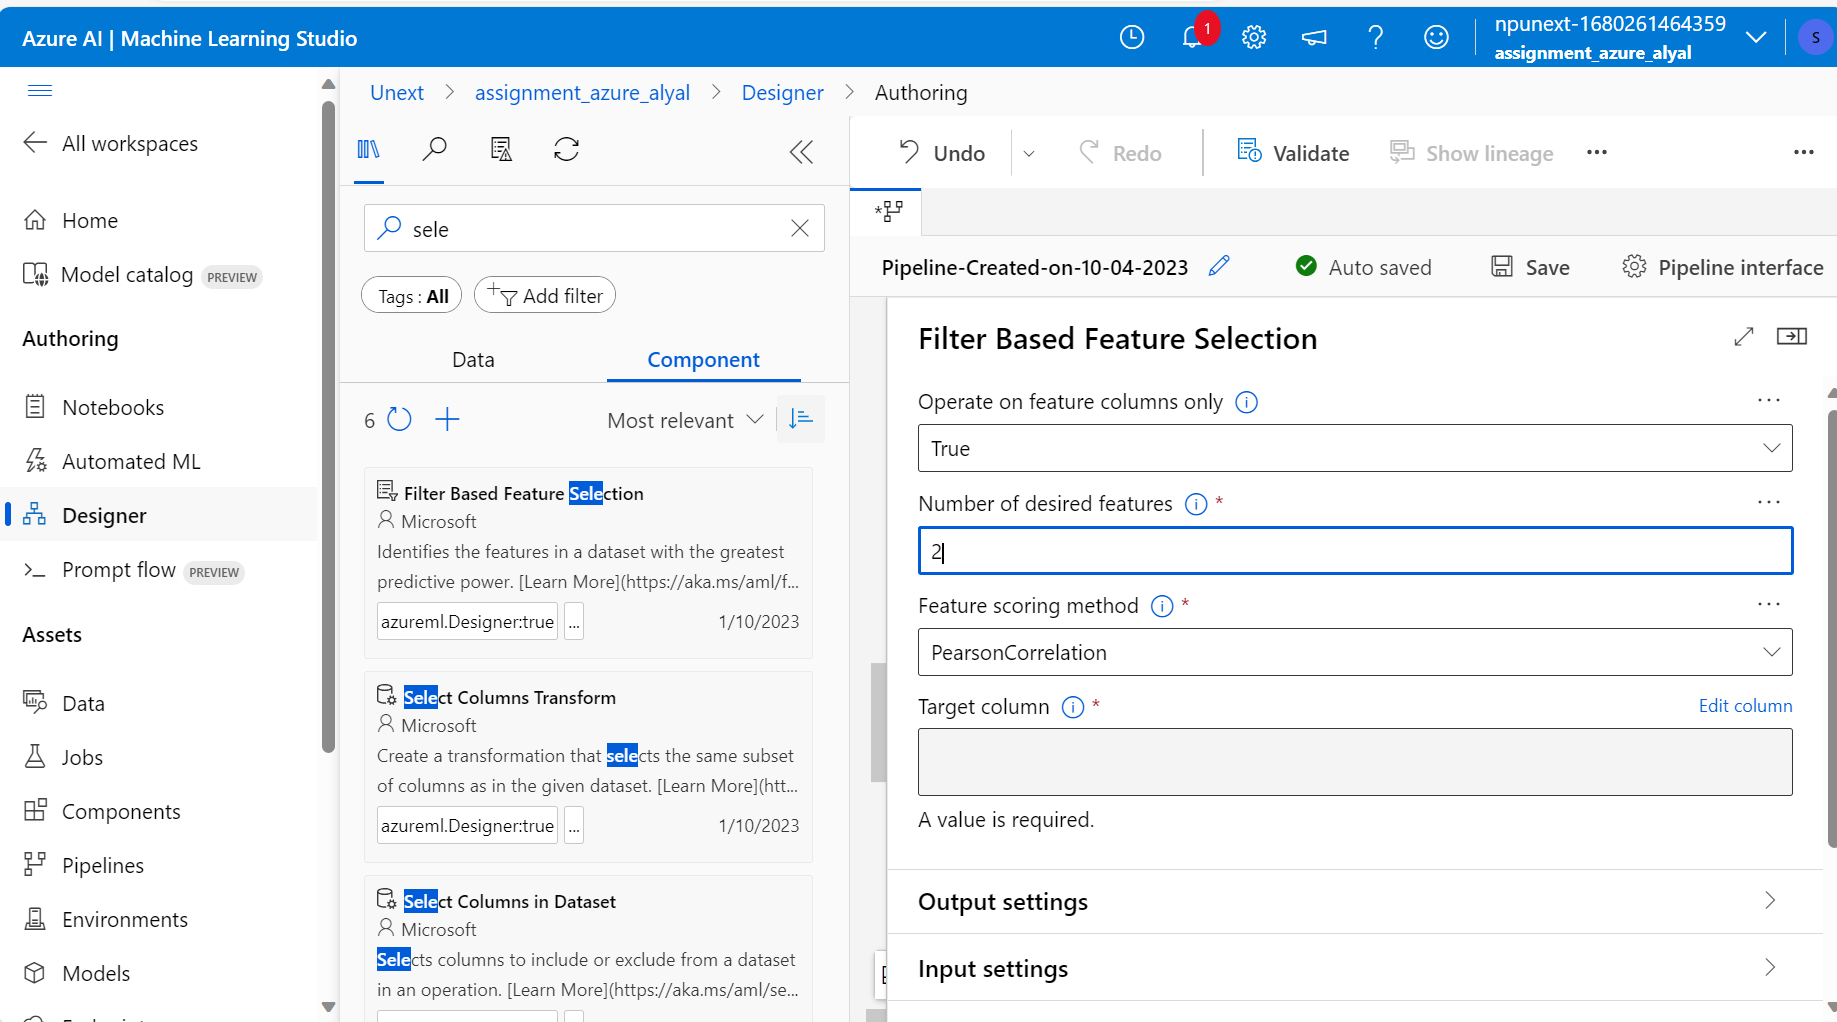 Azure AI | Machine Learning Studio
1
npunext-1680261464359
assignment_azure_alyal
S
All workspaces
Home
Model catalog PREVIEW
Authoring
Notebooks
Automated ML
Designer
Prompt flow PREVIEW
Assets
Data
Jobs
Components
Pipelines
Environments
Models
Unext > assignment_azure_alyal > Designer > Authoring
sele
Tags : All
Add filter
Data
Component
6
Most relevant
Filter Based Feature Selection
Microsoft
Identifies the features in a dataset with the greatest
predictive power. [Learn More](https://aka.ms/aml/f...
azureml.Designer:true ... 1/10/2023
Select Columns Transform
Microsoft
Create a transformation that selects the same subset
of columns as in the given dataset. [Learn More](htt...
azureml.Designer:true ... 1/10/2023
Select Columns in Dataset
Microsoft
Selects columns to include or exclude from a dataset
in an operation. [Learn More](https://aka.ms/aml/se...
Undo
Redo
Validate
Show lineage
Pipeline-Created-on-10-04-2023
Auto saved
Save
Pipeline interface
Filter Based Feature Selection
Operate on feature columns only
True
Number of desired features *
2
Feature scoring method *
PearsonCorrelation
Target column *
Edit column
A value is required.
Output settings
Input settings